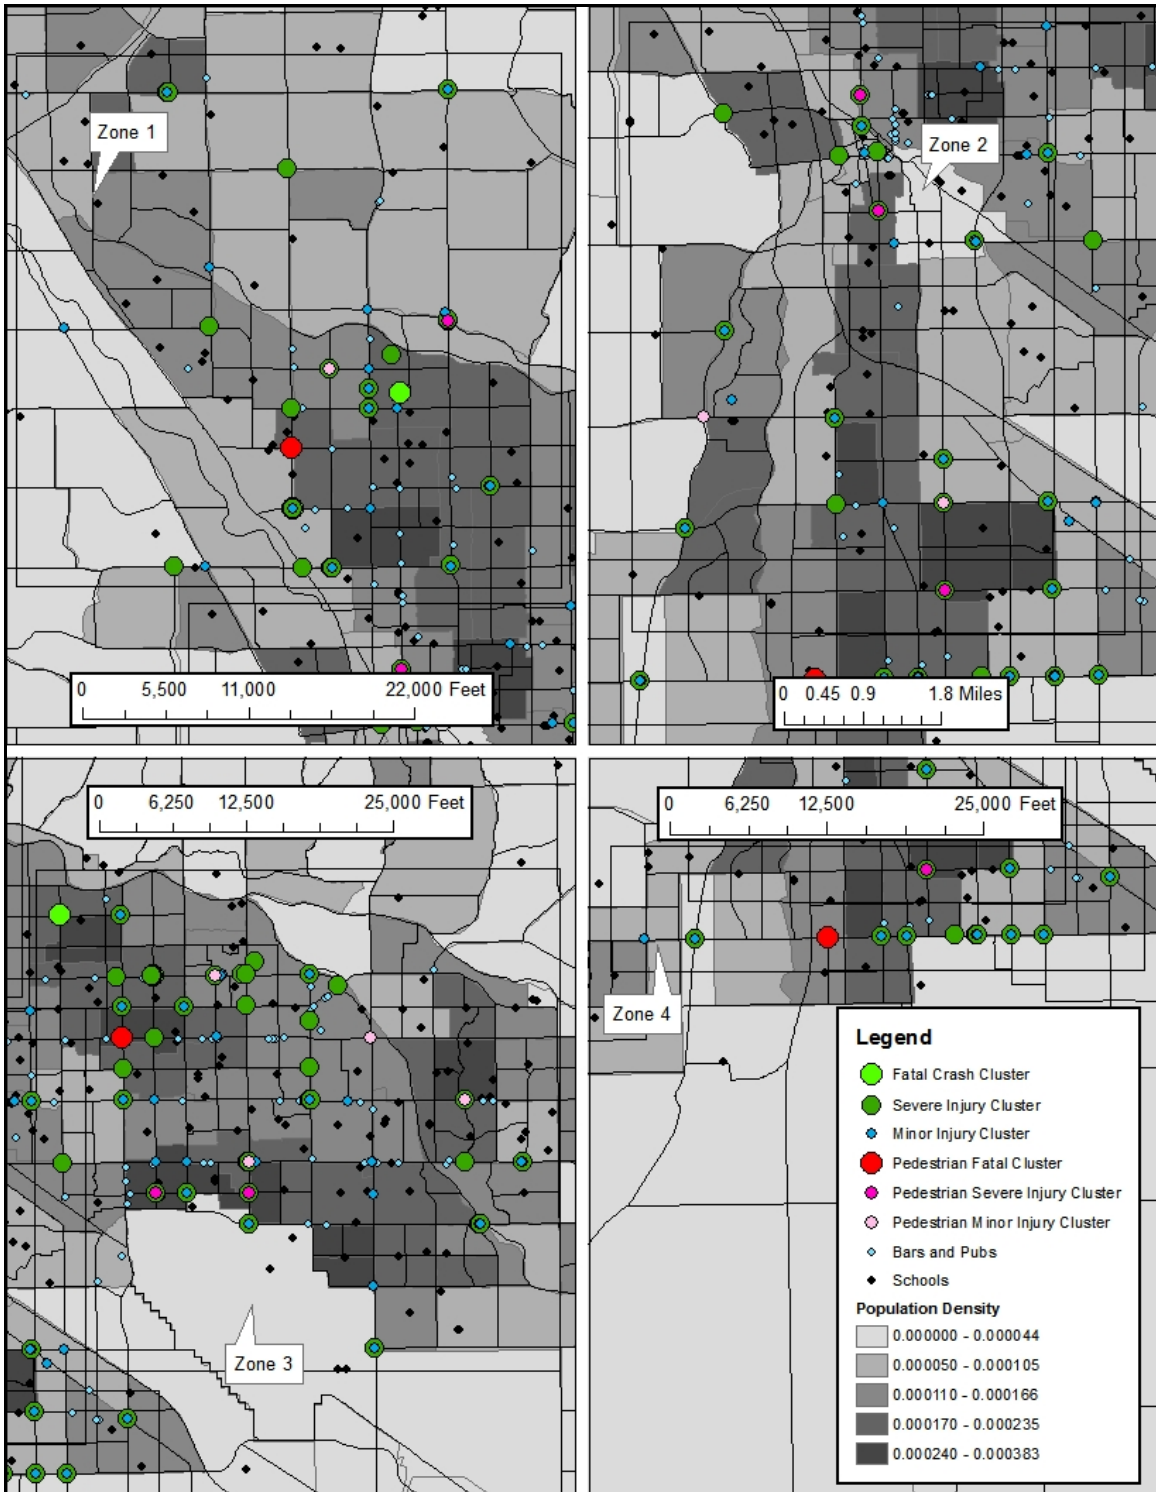 Zone 1
0 5,500 11,000 22,000 Feet
Zone 2
0 0.45 0.9 1.8 Miles
0 6,250 12,500 25,000 Feet
Zone 3
0 6,250 12,500 25,000 Feet
Zone 4
Legend
Fatal Crash Cluster
Severe Injury Cluster
Minor Injury Cluster
Pedestrian Fatal Cluster
Pedestrian Severe Injury Cluster
Pedestrian Minor Injury Cluster
Bars and Pubs
Schools
Population Density
0.000000 - 0.000044
0.000050 - 0.000105
0.000110 - 0.000166
0.000170 - 0.000235
0.000240 - 0.000383